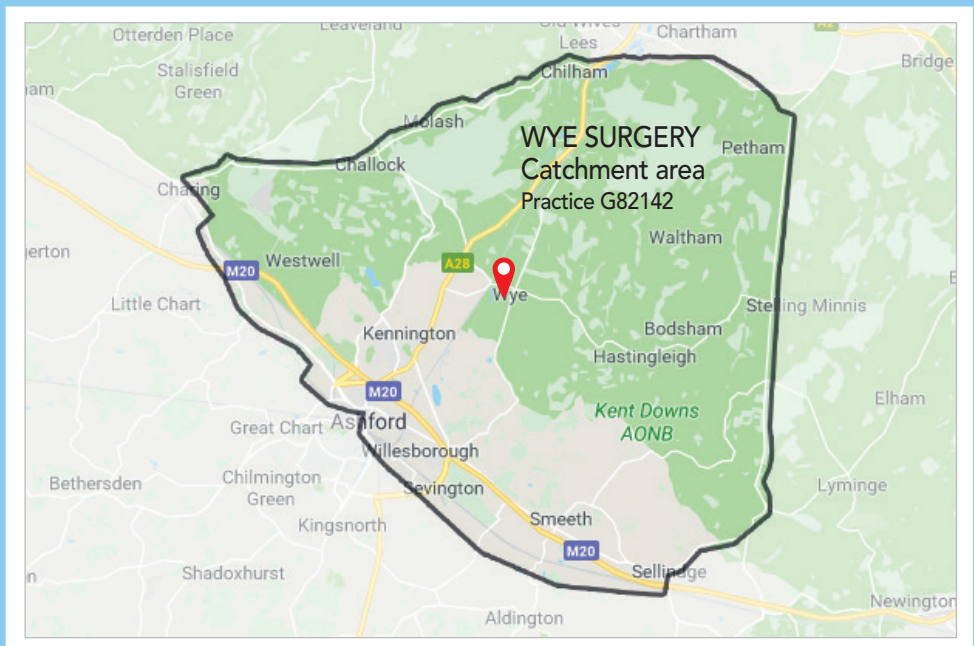 Otterden Place
Leaveland
Old Wives
Lees
Chartham
A2
Bridge
Stalisfield
Green
Chilham
Molash
WYE SURGERY
Catchment area
Practice G82142
Petham
Challock
Charing
Waltham
Westwell
A28
M20
Wye
Little Chart
Stelling Minnis
Kennington
Bodsham
Hastingleigh
M20
Kent Downs
AONB
Elham
Great Chart
Ashford
Willesborough
Bethersden
Chilmington
Green
Sevington
Lyminge
Kingsnorth
Smeeth
M20
Shadoxhurst
Sellindge
Newington
Aldington